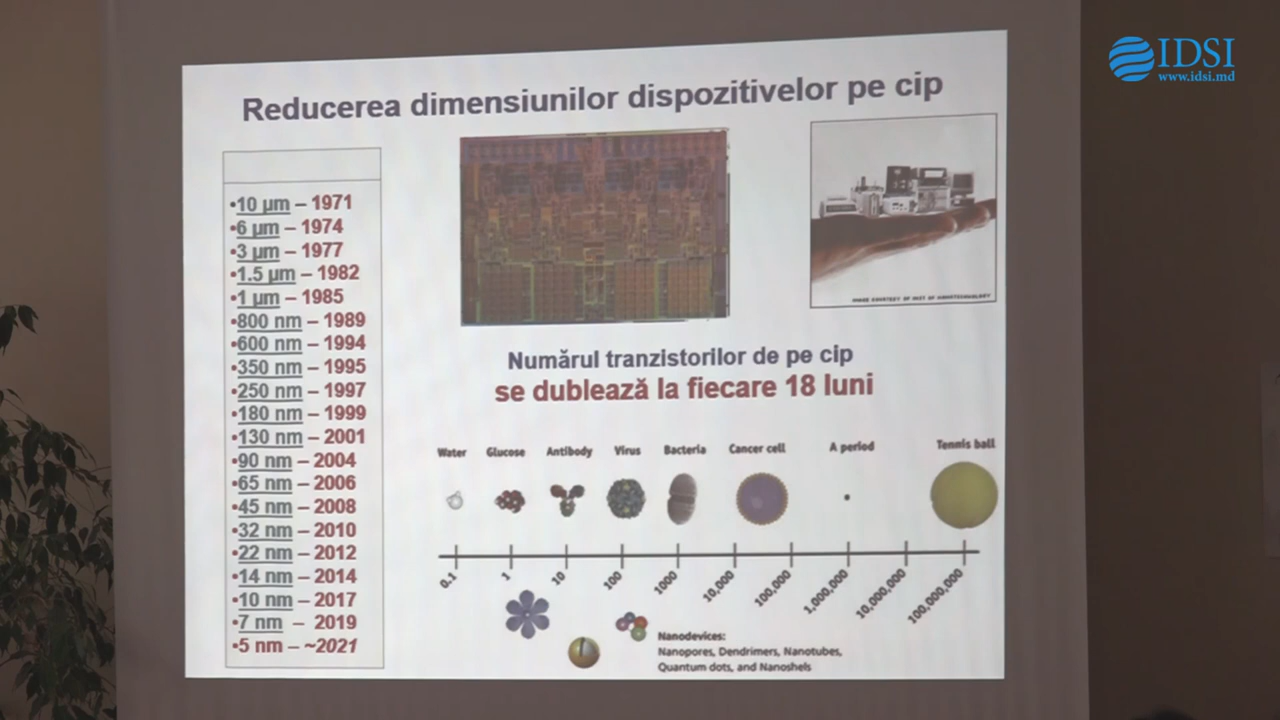 IDSI
www.idsi.md
Reducerea dimensiunilor dispozitivelor pe cip
•10 µm – 1971
•6 µm – 1974
•3 µm – 1977
•1.5 µm – 1982
•1 µm – 1985
•800 nm – 1989
•600 nm – 1994
•350 nm – 1995
•250 nm – 1997
•180 nm – 1999
•130 nm – 2001
•90 nm – 2004
•65 nm – 2006
•45 nm – 2008
•32 nm – 2010
•22 nm – 2012
•14 nm – 2014
•10 nm – 2017
•7 nm – 2019
•5 nm – ~2021
IMAGE COURTESY OF INST OF NANOTECHNOLOGY
Numărul tranzistorilor de pe cip
se dublează la fiecare 18 luni
Water Glucose Antibody Virus Bacteria Cancer cell A period Tennis ball
0.1 1 10 100 1000 10,000 100,000 1,000,000 10,000,000 100,000,000
Nanodevices:
Nanopores, Dendrimers, Nanotubes,
Quantum dots, and Nanoshels